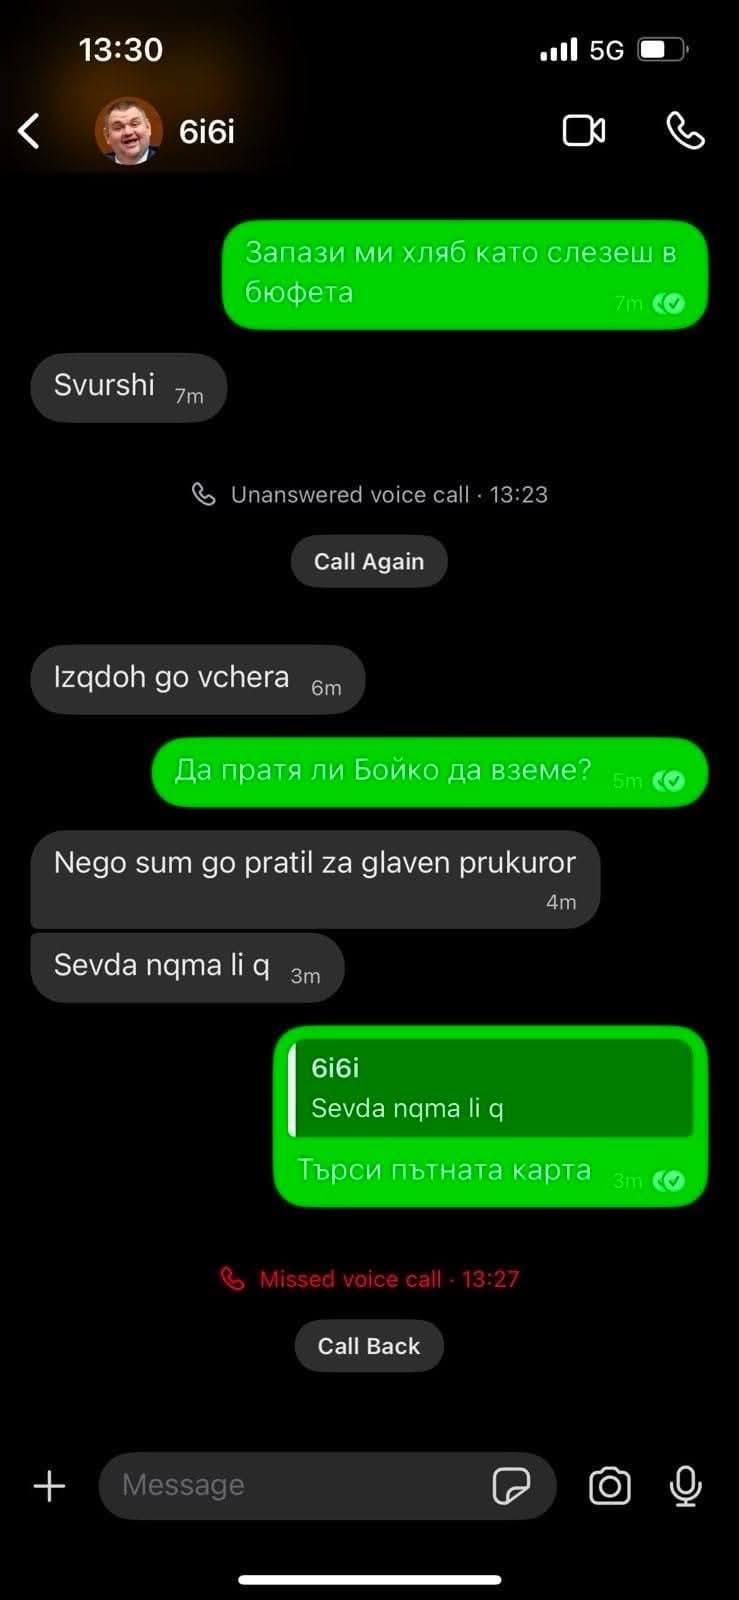 13:30
5G
6i6i
Запази ми хляб като слезеш в
бюфета
7m
Svurshi 7m
Unanswered voice call · 13:23
Call Again
Izqdoh go vchera 6m
Да пратя ли Бойко да вземе? 5m
Nego sum go pratil za glaven prukuror
4m
Sevda nqma li q 3m
6i6i
Sevda nqma li q
Търси пътната карта 3m
Missed voice call · 13:27
Call Back
Message